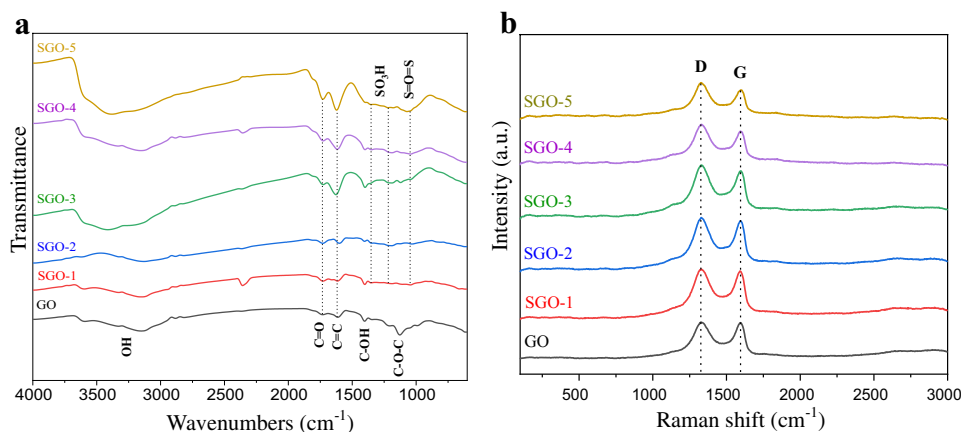 a
SGO-5
SGO-4
SGO-3
SGO-2
SGO-1
GO
SO₃H
S=O=S
OH
C=O
C=C
C-OH
C-O-C
Transmittance
4000 3500 3000 2500 2000 1500 1000
Wavenumbers (cm⁻¹)
b
D G
SGO-5
SGO-4
SGO-3
SGO-2
SGO-1
GO
Intensity (a.u.)
500 1000 1500 2000 2500 3000
Raman shift (cm⁻¹)